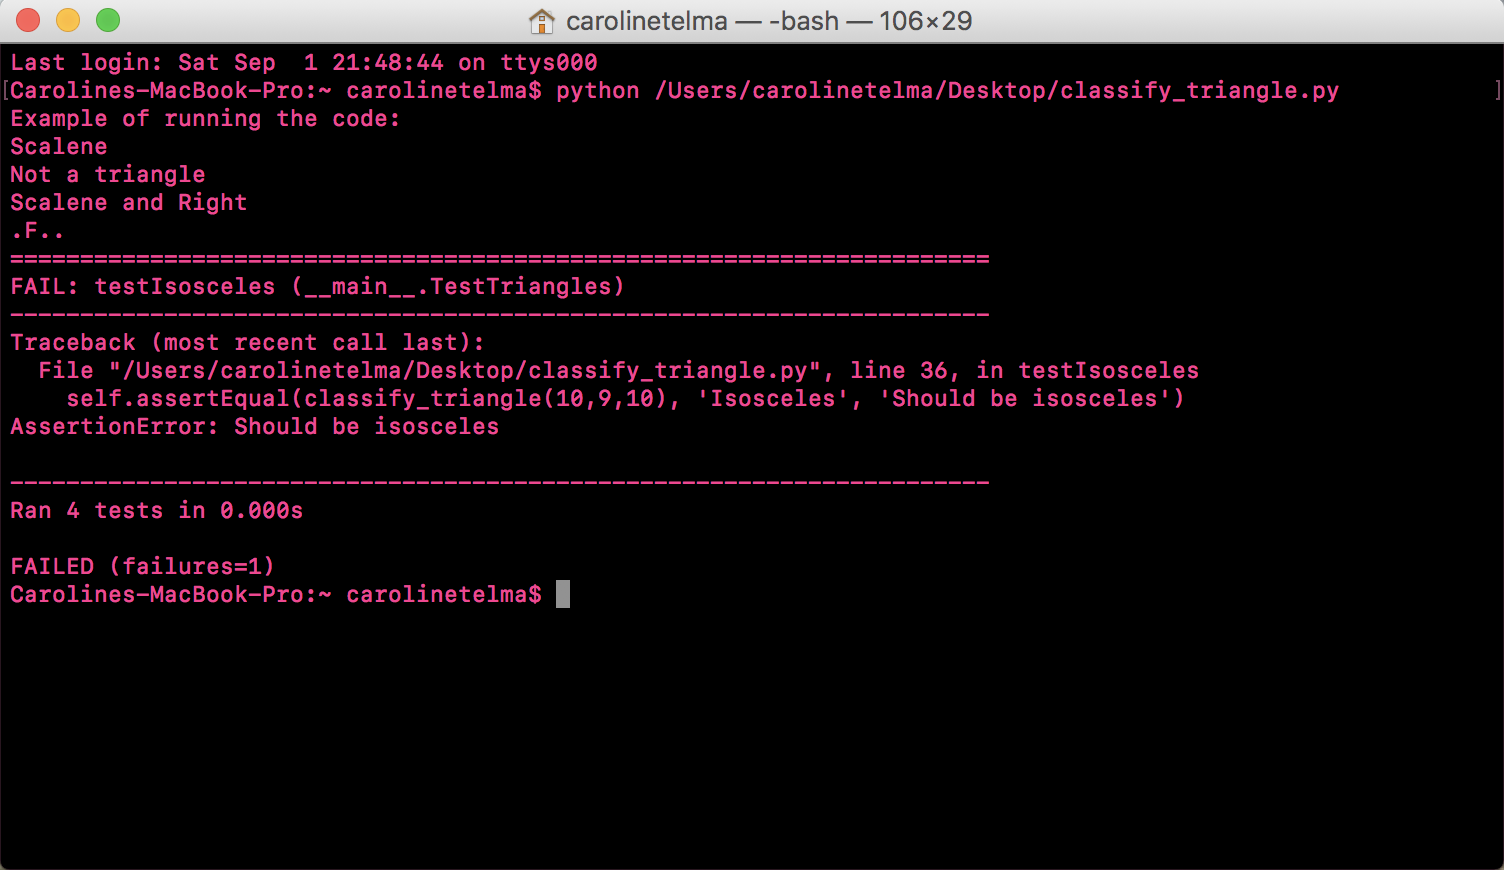 carolinetelma — -bash — 106×29
Last login: Sat Sep  1 21:48:44 on ttys000
[Carolines-MacBook-Pro:~ carolinetelma$ python /Users/carolinetelma/Desktop/classify_triangle.py ]
Example of running the code:
Scalene
Not a triangle
Scalene and Right
.F..
======================================================================
FAIL: testIsosceles (__main__.TestTriangles)
----------------------------------------------------------------------
Traceback (most recent call last):
  File "/Users/carolinetelma/Desktop/classify_triangle.py", line 36, in testIsosceles
    self.assertEqual(classify_triangle(10,9,10), 'Isosceles', 'Should be isosceles')
AssertionError: Should be isosceles
----------------------------------------------------------------------
Ran 4 tests in 0.000s
FAILED (failures=1)
Carolines-MacBook-Pro:~ carolinetelma$